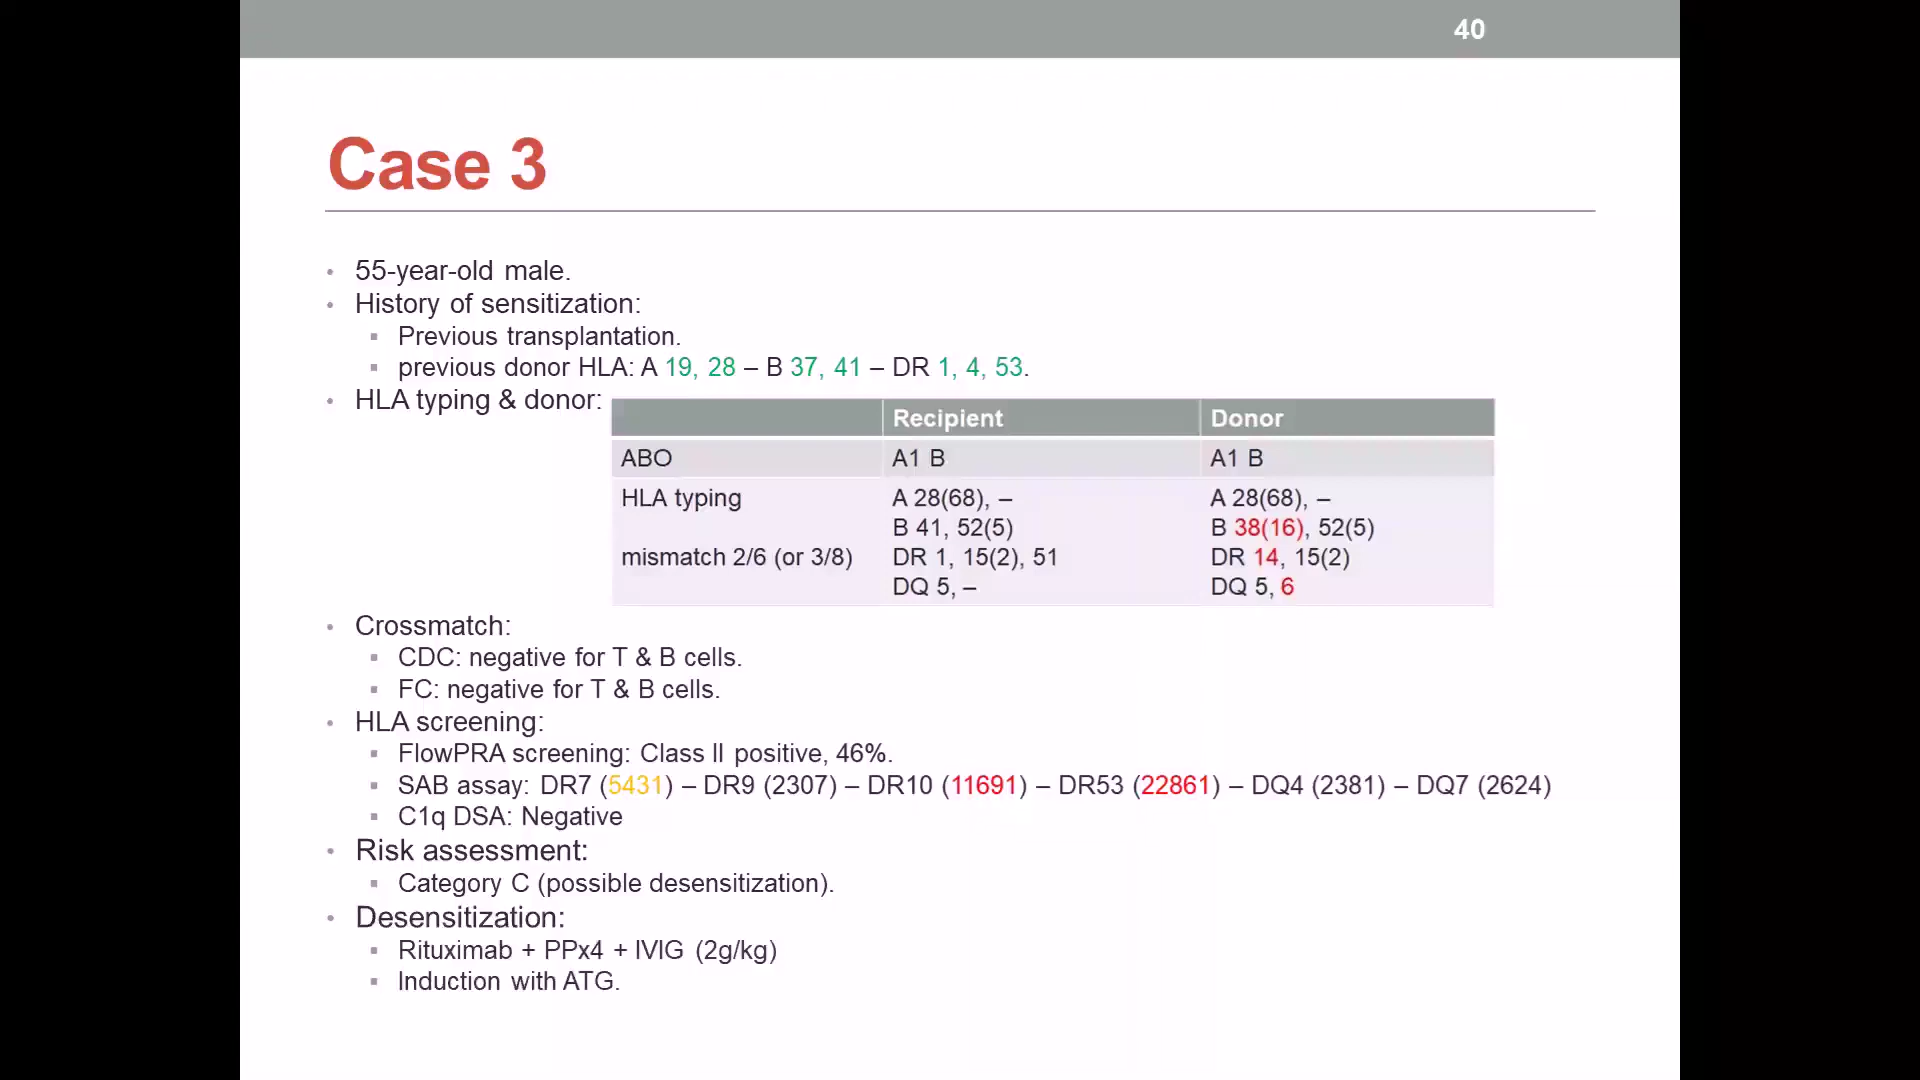 40
Case 3
• 55-year-old male.
• History of sensitization:
▪ Previous transplantation.
▪ previous donor HLA: A 19, 28 – B 37, 41 – DR 1, 4, 53.
• HLA typing & donor:
Recipient Donor
ABO A1 B A1 B
HLA typing A 28(68), – A 28(68), –
B 41, 52(5) B 38(16), 52(5)
mismatch 2/6 (or 3/8) DR 1, 15(2), 51 DR 14, 15(2)
DQ 5, – DQ 5, 6
• Crossmatch:
▪ CDC: negative for T & B cells.
▪ FC: negative for T & B cells.
• HLA screening:
▪ FlowPRA screening: Class II positive, 46%.
▪ SAB assay: DR7 (5431) – DR9 (2307) – DR10 (11691) – DR53 (22861) – DQ4 (2381) – DQ7 (2624)
▪ C1q DSA: Negative
• Risk assessment:
▪ Category C (possible desensitization).
• Desensitization:
▪ Rituximab + PPx4 + IVIG (2g/kg)
▪ Induction with ATG.